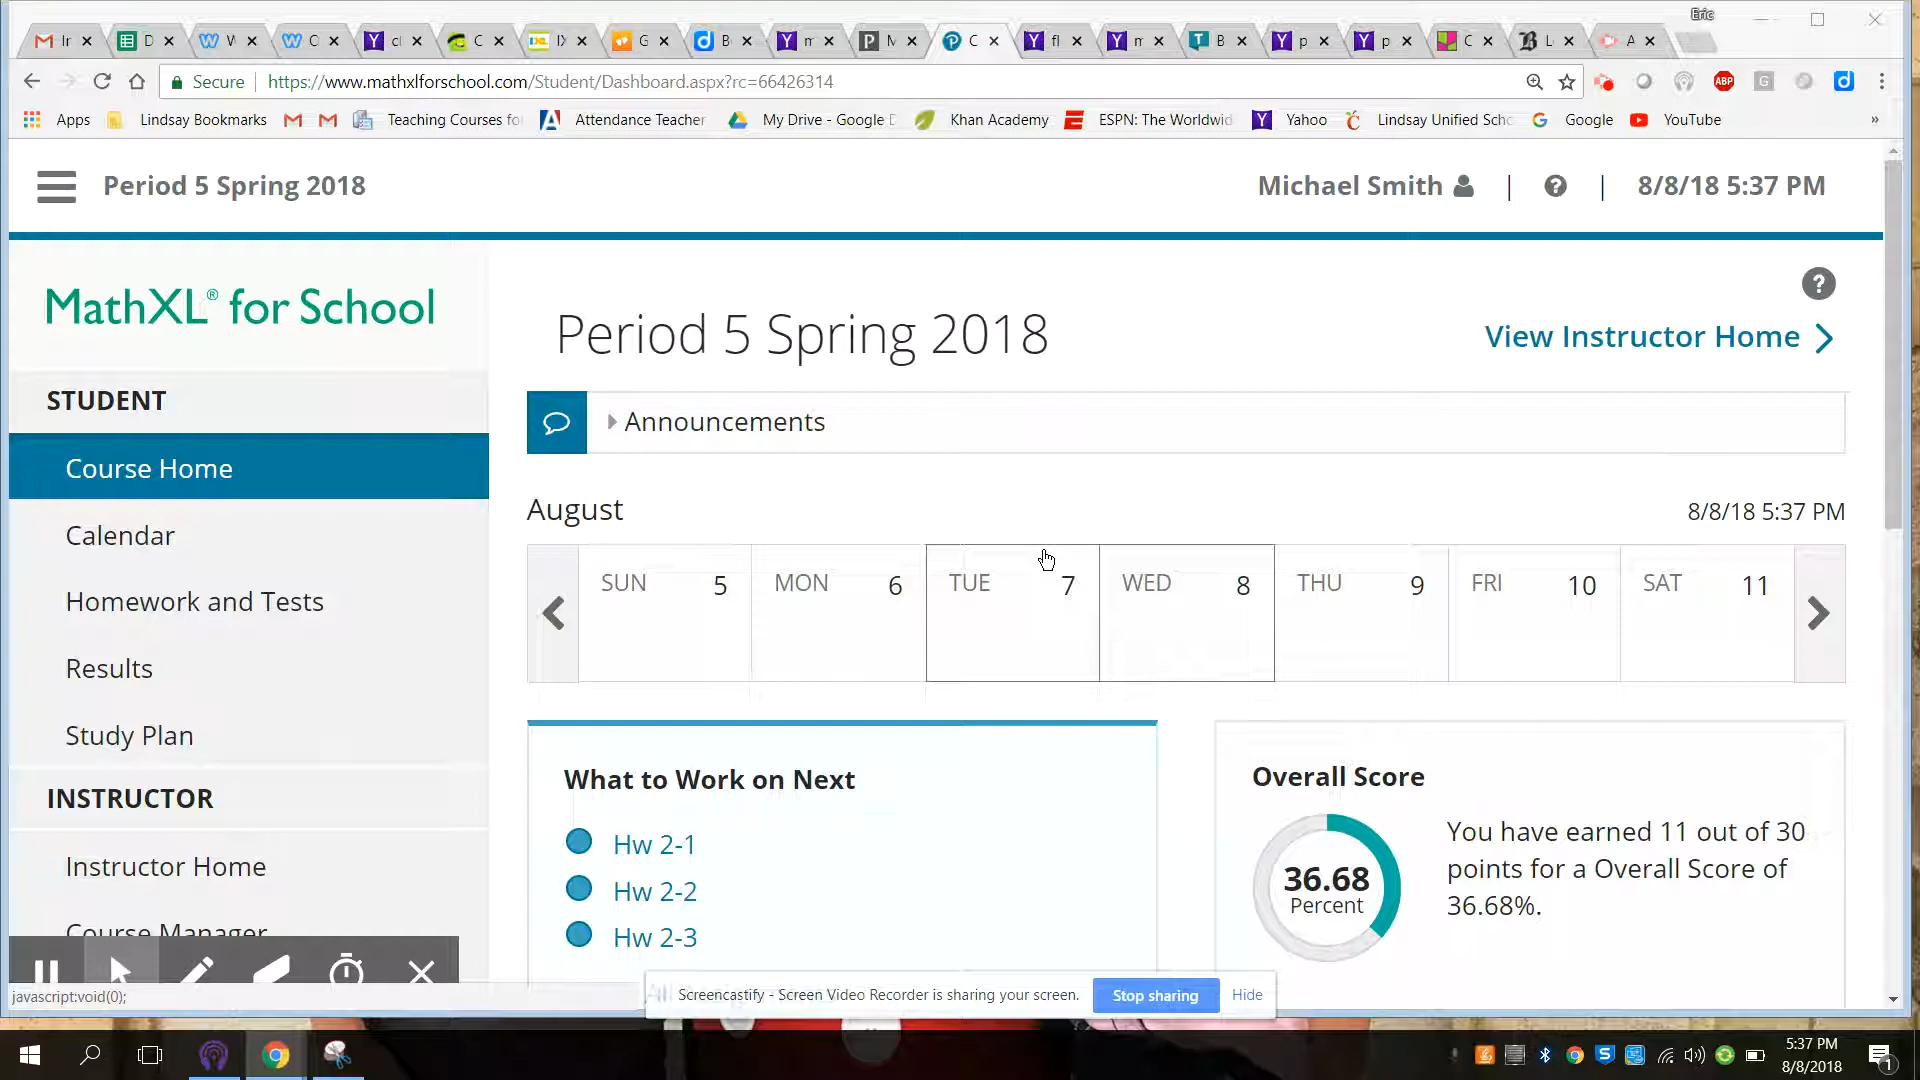 Eric
Secure
https://www.mathxlforschool.com/Student/Dashboard.aspx?rc=66426314
ABP
Apps
Lindsay Bookmarks
Teaching Courses fo
Attendance Teacher
My Drive - Google D
Khan Academy
ESPN: The Worldwid
Yahoo
Lindsay Unified Scho
Google
YouTube
Period 5 Spring 2018
Michael Smith
8/8/18 5:37 PM
MathXL® for School
STUDENT
Course Home
Calendar
Homework and Tests
Results
Study Plan
INSTRUCTOR
Instructor Home
Course Manager
Period 5 Spring 2018
View Instructor Home
Announcements
August
8/8/18 5:37 PM
SUN 5
MON 6
TUE 7
WED 8
THU 9
FRI 10
SAT 11
What to Work on Next
Hw 2-1
Hw 2-2
Hw 2-3
Overall Score
36.68
Percent
You have earned 11 out of 30
points for a Overall Score of
36.68%.
javascript:void(0);
Screencastify - Screen Video Recorder is sharing your screen.
Stop sharing
Hide
5:37 PM
8/8/2018
1